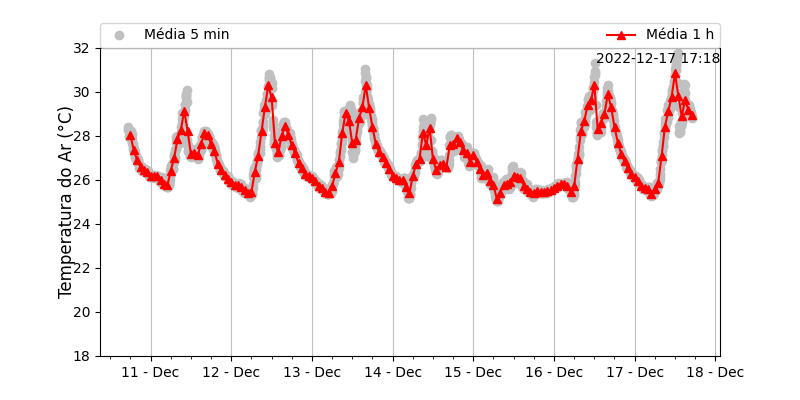 Média 5 min
Média 1 h
2022-12-17 17:18
Temperatura do Ar (°C)
32
30
28
26
24
22
20
18
11 - Dec
12 - Dec
13 - Dec
14 - Dec
15 - Dec
16 - Dec
17 - Dec
18 - Dec